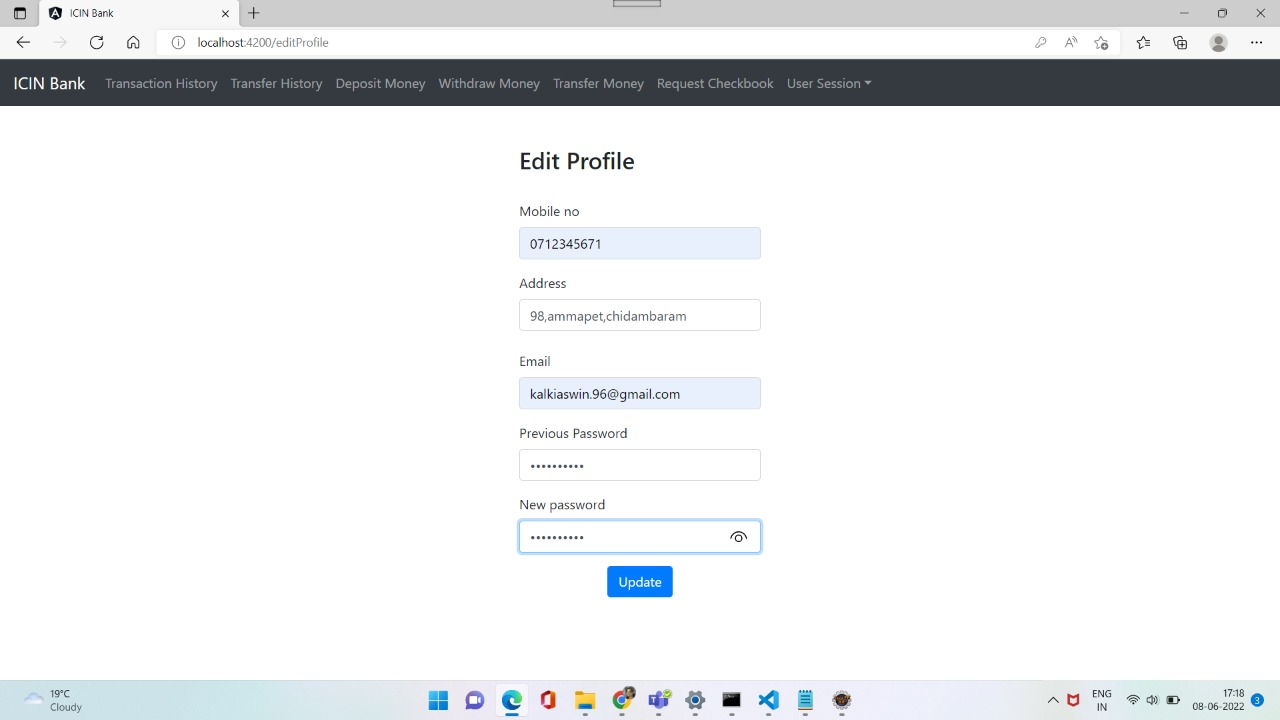 ICIN Bank
localhost:4200/editProfile
ICIN Bank Transaction History Transfer History Deposit Money Withdraw Money Transfer Money Request Checkbook User Session
Edit Profile
Mobile no
0712345671
Address
98,ammapet,chidambaram
Email
kalkiaswin.96@gmail.com
Previous Password
••••••••••
New password
••••••••••
Update
19°C
Cloudy
ENG
IN
17:18
08-06-2022
3